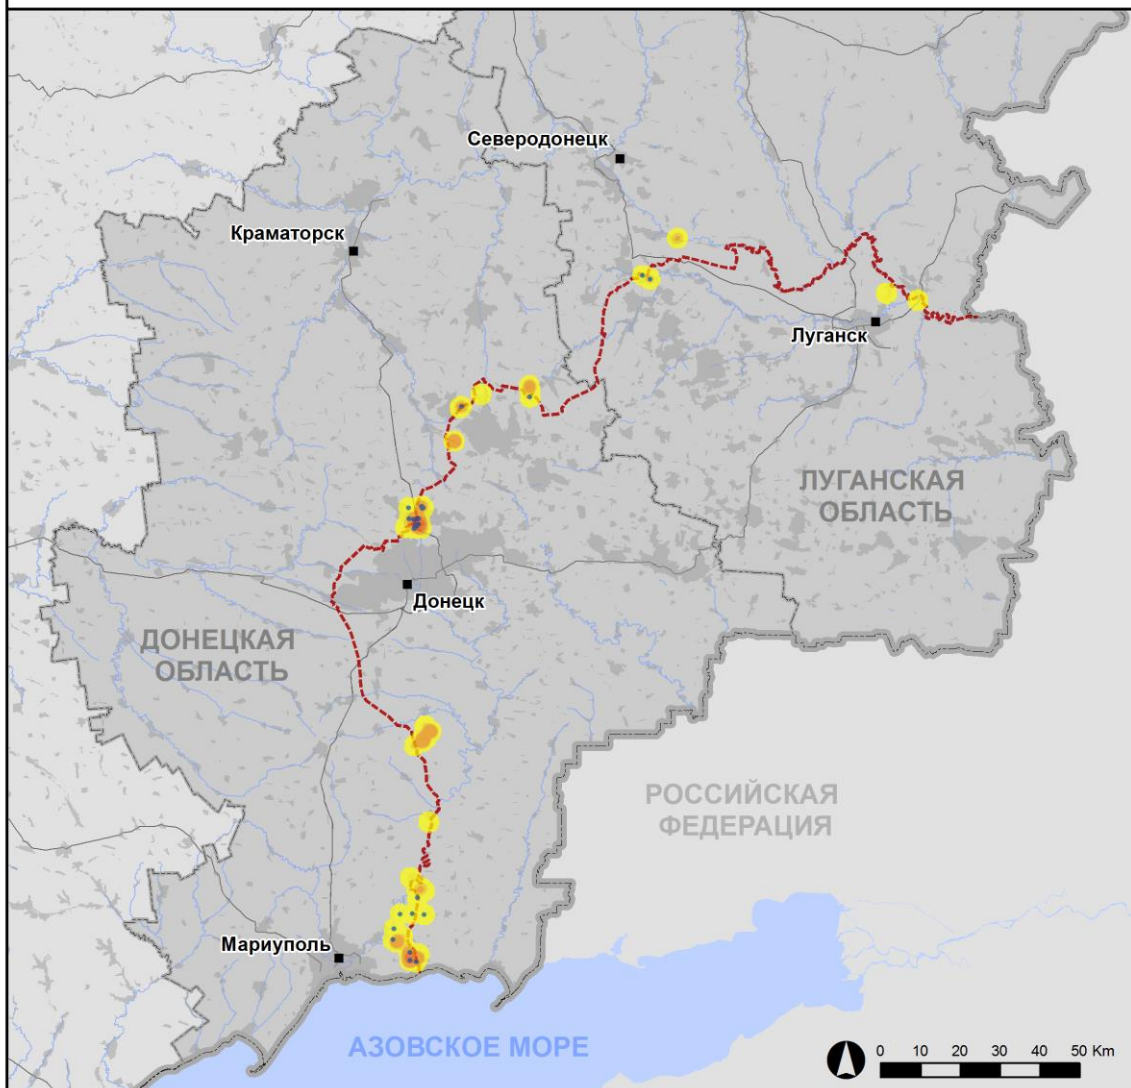 Северодонецк
Краматорск
Луганск
ЛУГАНСКАЯ
ОБЛАСТЬ
Донецк
ДОНЕЦКАЯ
ОБЛАСТЬ
РОССИЙСКАЯ
ФЕДЕРАЦИЯ
Мариуполь
АЗОВСКОЕ МОРЕ
0 10 20 30 40 50 Km